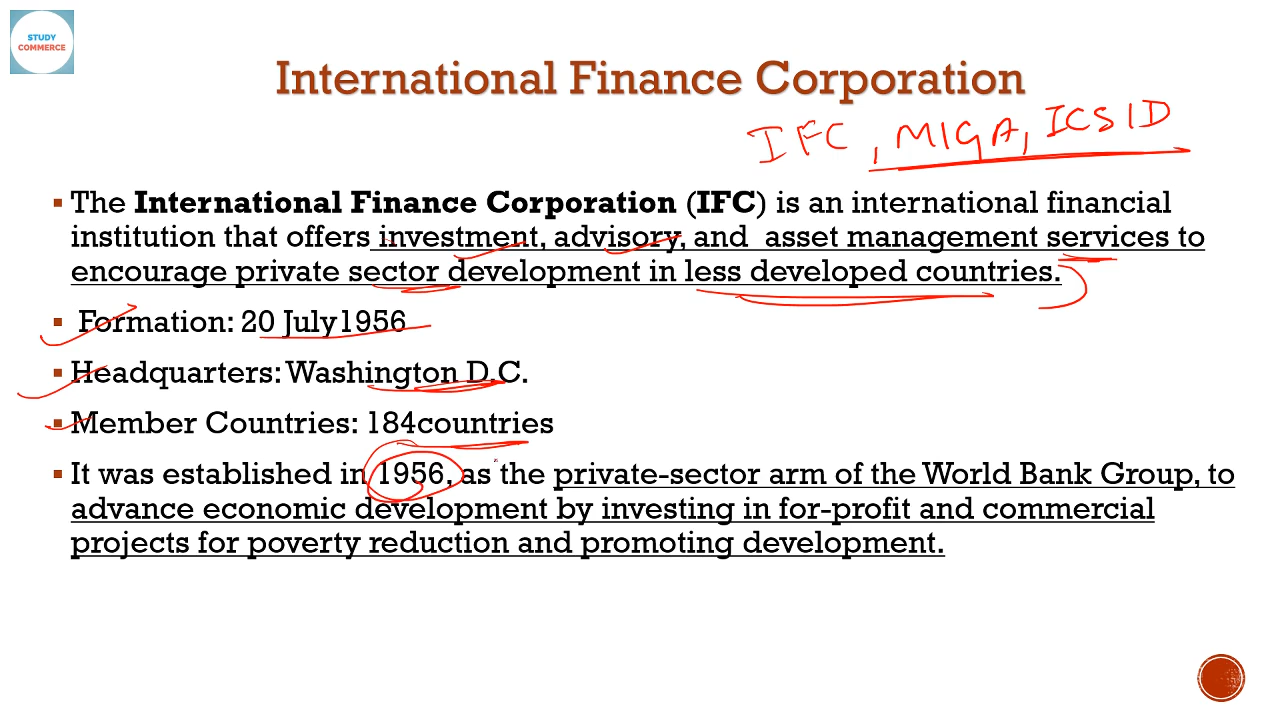 STUDY
COMMERCE
International Finance Corporation
IFC, MIGA, ICSID
▪ The International Finance Corporation (IFC) is an international financial
institution that offers investment, advisory, and asset management services to
encourage private sector development in less developed countries.
▪ Formation: 20 July1956
▪ Headquarters: Washington D.C.
▪ Member Countries: 184countries
▪ It was established in 1956, as the private-sector arm of the World Bank Group, to
advance economic development by investing in for-profit and commercial
projects for poverty reduction and promoting development.